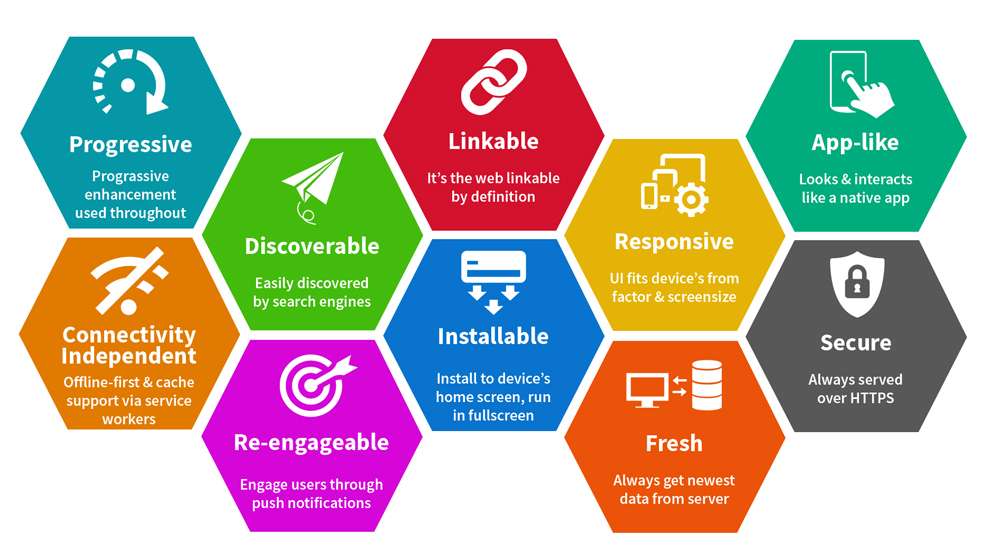 Progressive
Prograssive
enhancement
used throughout
Discoverable
Easily discovered
by search engines
Linkable
It's the web linkable
by definition
Responsive
UI fits device's from
factor & screensize
App-like
Looks & interacts
like a native app
Connectivity
Independent
Offline-first & cache
support via service
workers
Re-engageable
Engage users through
push notifications
Installable
Install to device's
home screen, run
in fullscreen
Fresh
Always get newest
data from server
Secure
Always served
over HTTPS